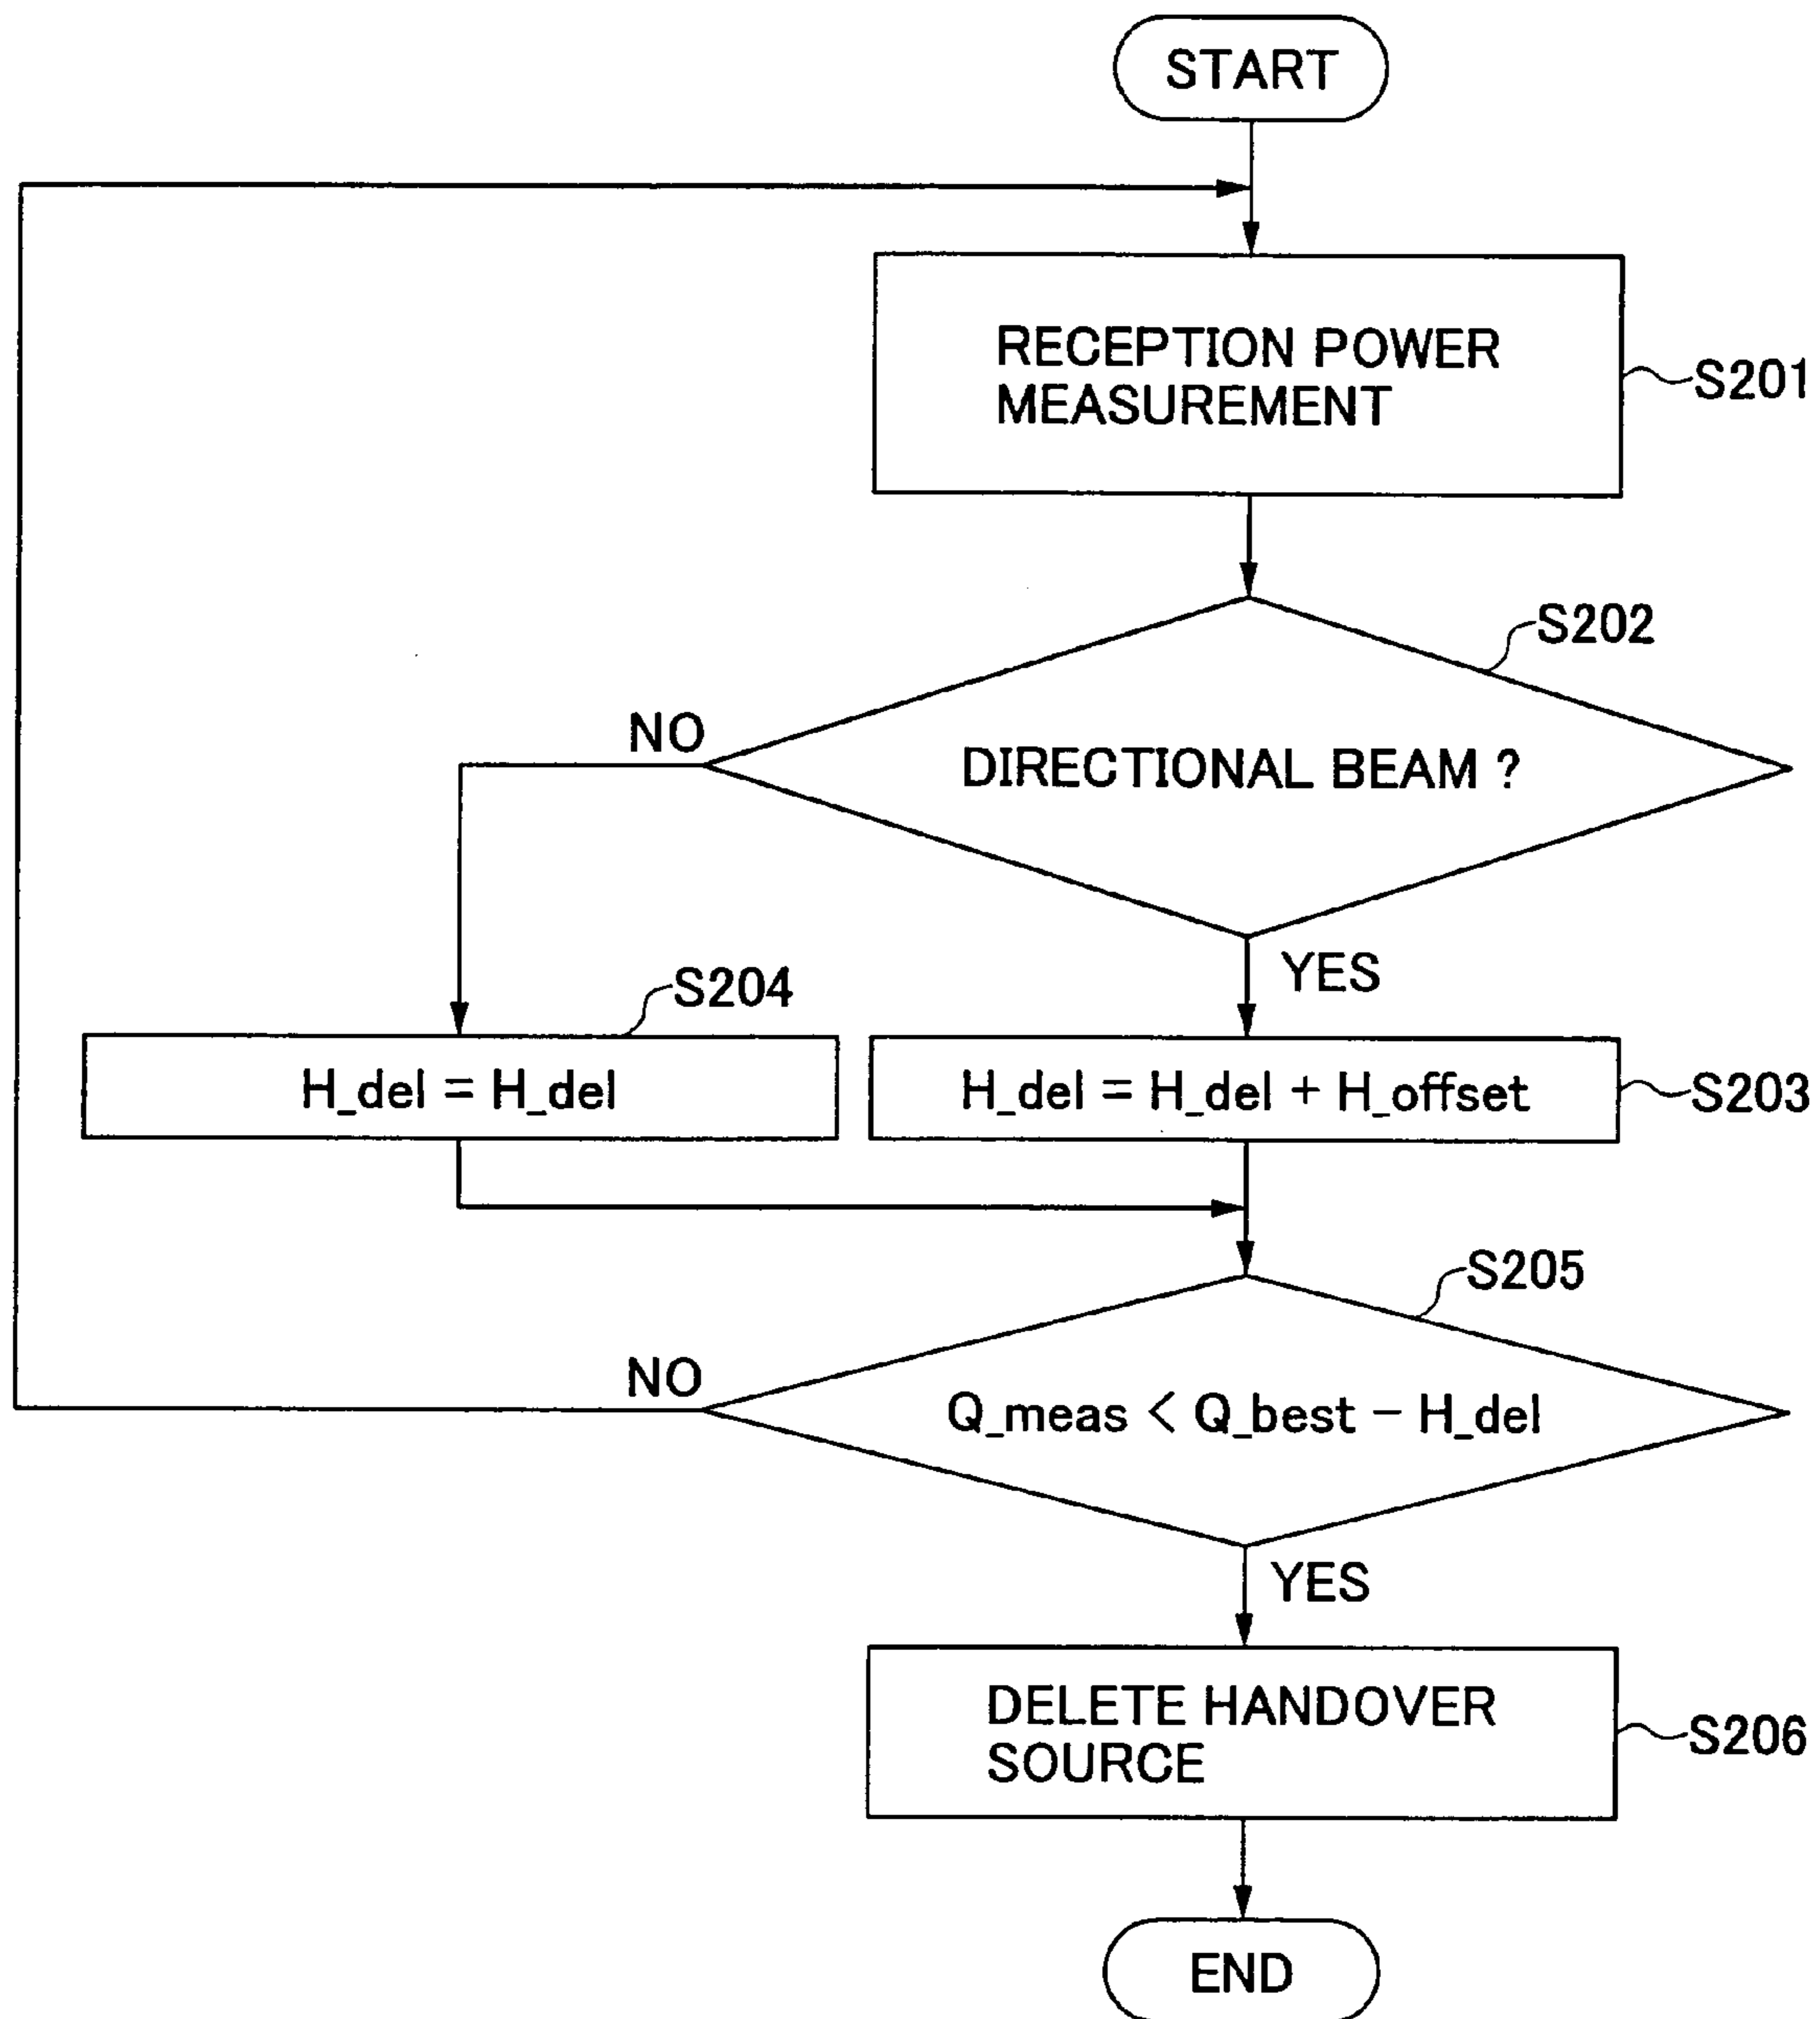 START
RECEPTION POWER
MEASUREMENT
S201
S202
NO
DIRECTIONAL BEAM ?
YES
S204
H_del = H_del
H_del = H_del + H_offset
S203
S205
NO
Q_meas < Q_best − H_del
YES
DELETE HANDOVER
SOURCE
S206
END